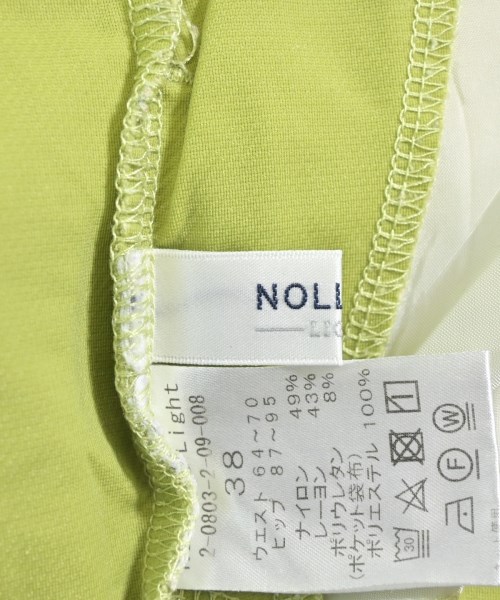 NOLL
Light
2-0803-2-09-008
38
ウエスト 64～70
ヒップ 87～95
ナイロン 49%
レーヨン 43%
ポリウレタン 8%
(ポケット袋布)
ポリエステル 100%
30
1
F
W